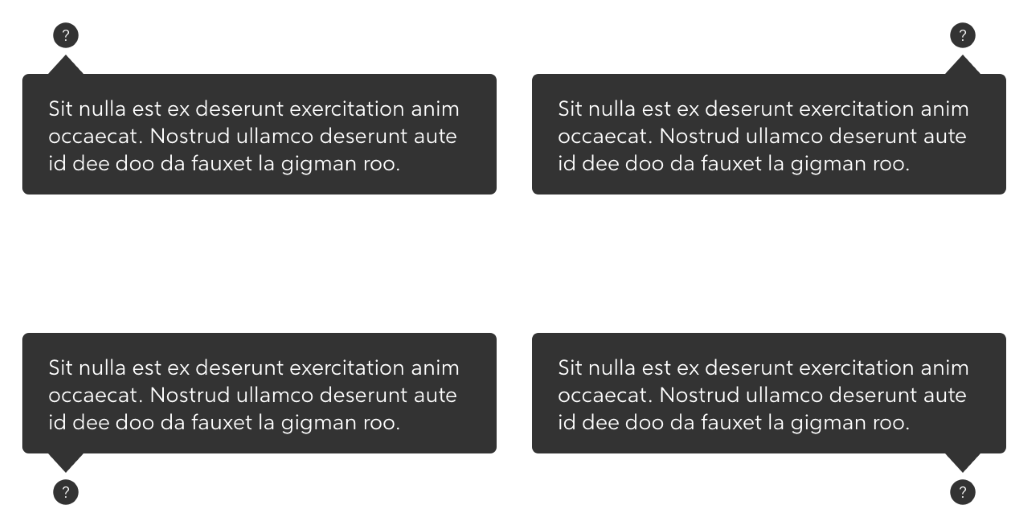 ?
Sit nulla est ex deserunt exercitation anim
occaecat. Nostrud ullamco deserunt aute
id dee doo da fauxet la gigman roo.
?
Sit nulla est ex deserunt exercitation anim
occaecat. Nostrud ullamco deserunt aute
id dee doo da fauxet la gigman roo.
Sit nulla est ex deserunt exercitation anim
occaecat. Nostrud ullamco deserunt aute
id dee doo da fauxet la gigman roo.
?
Sit nulla est ex deserunt exercitation anim
occaecat. Nostrud ullamco deserunt aute
id dee doo da fauxet la gigman roo.
?